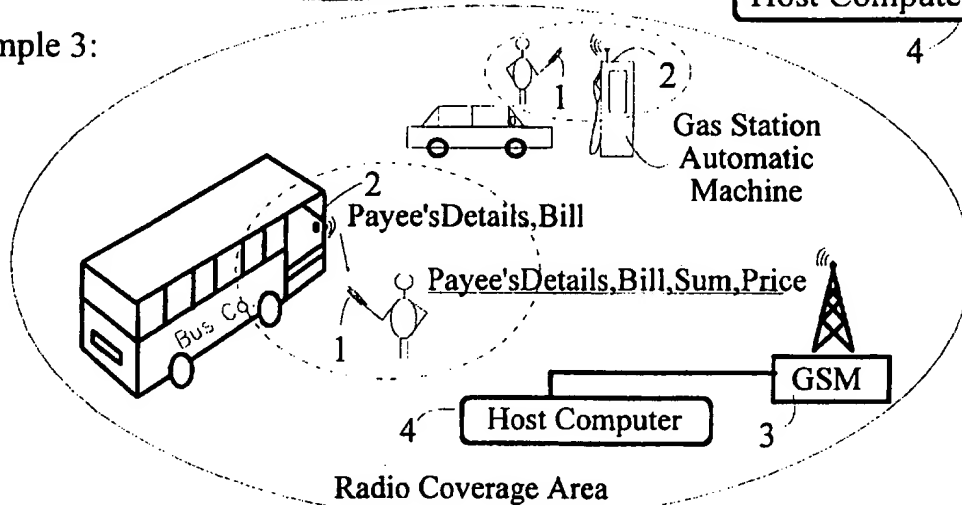 Host Compute
4
mple 3:
1
2
Gas Station
Automatic
Machine
2
Payee'sDetails,Bill
Payee'sDetails,Bill,Sum,Price
Bus Co.
1
GSM
4
Host Computer
3
Radio Coverage Area